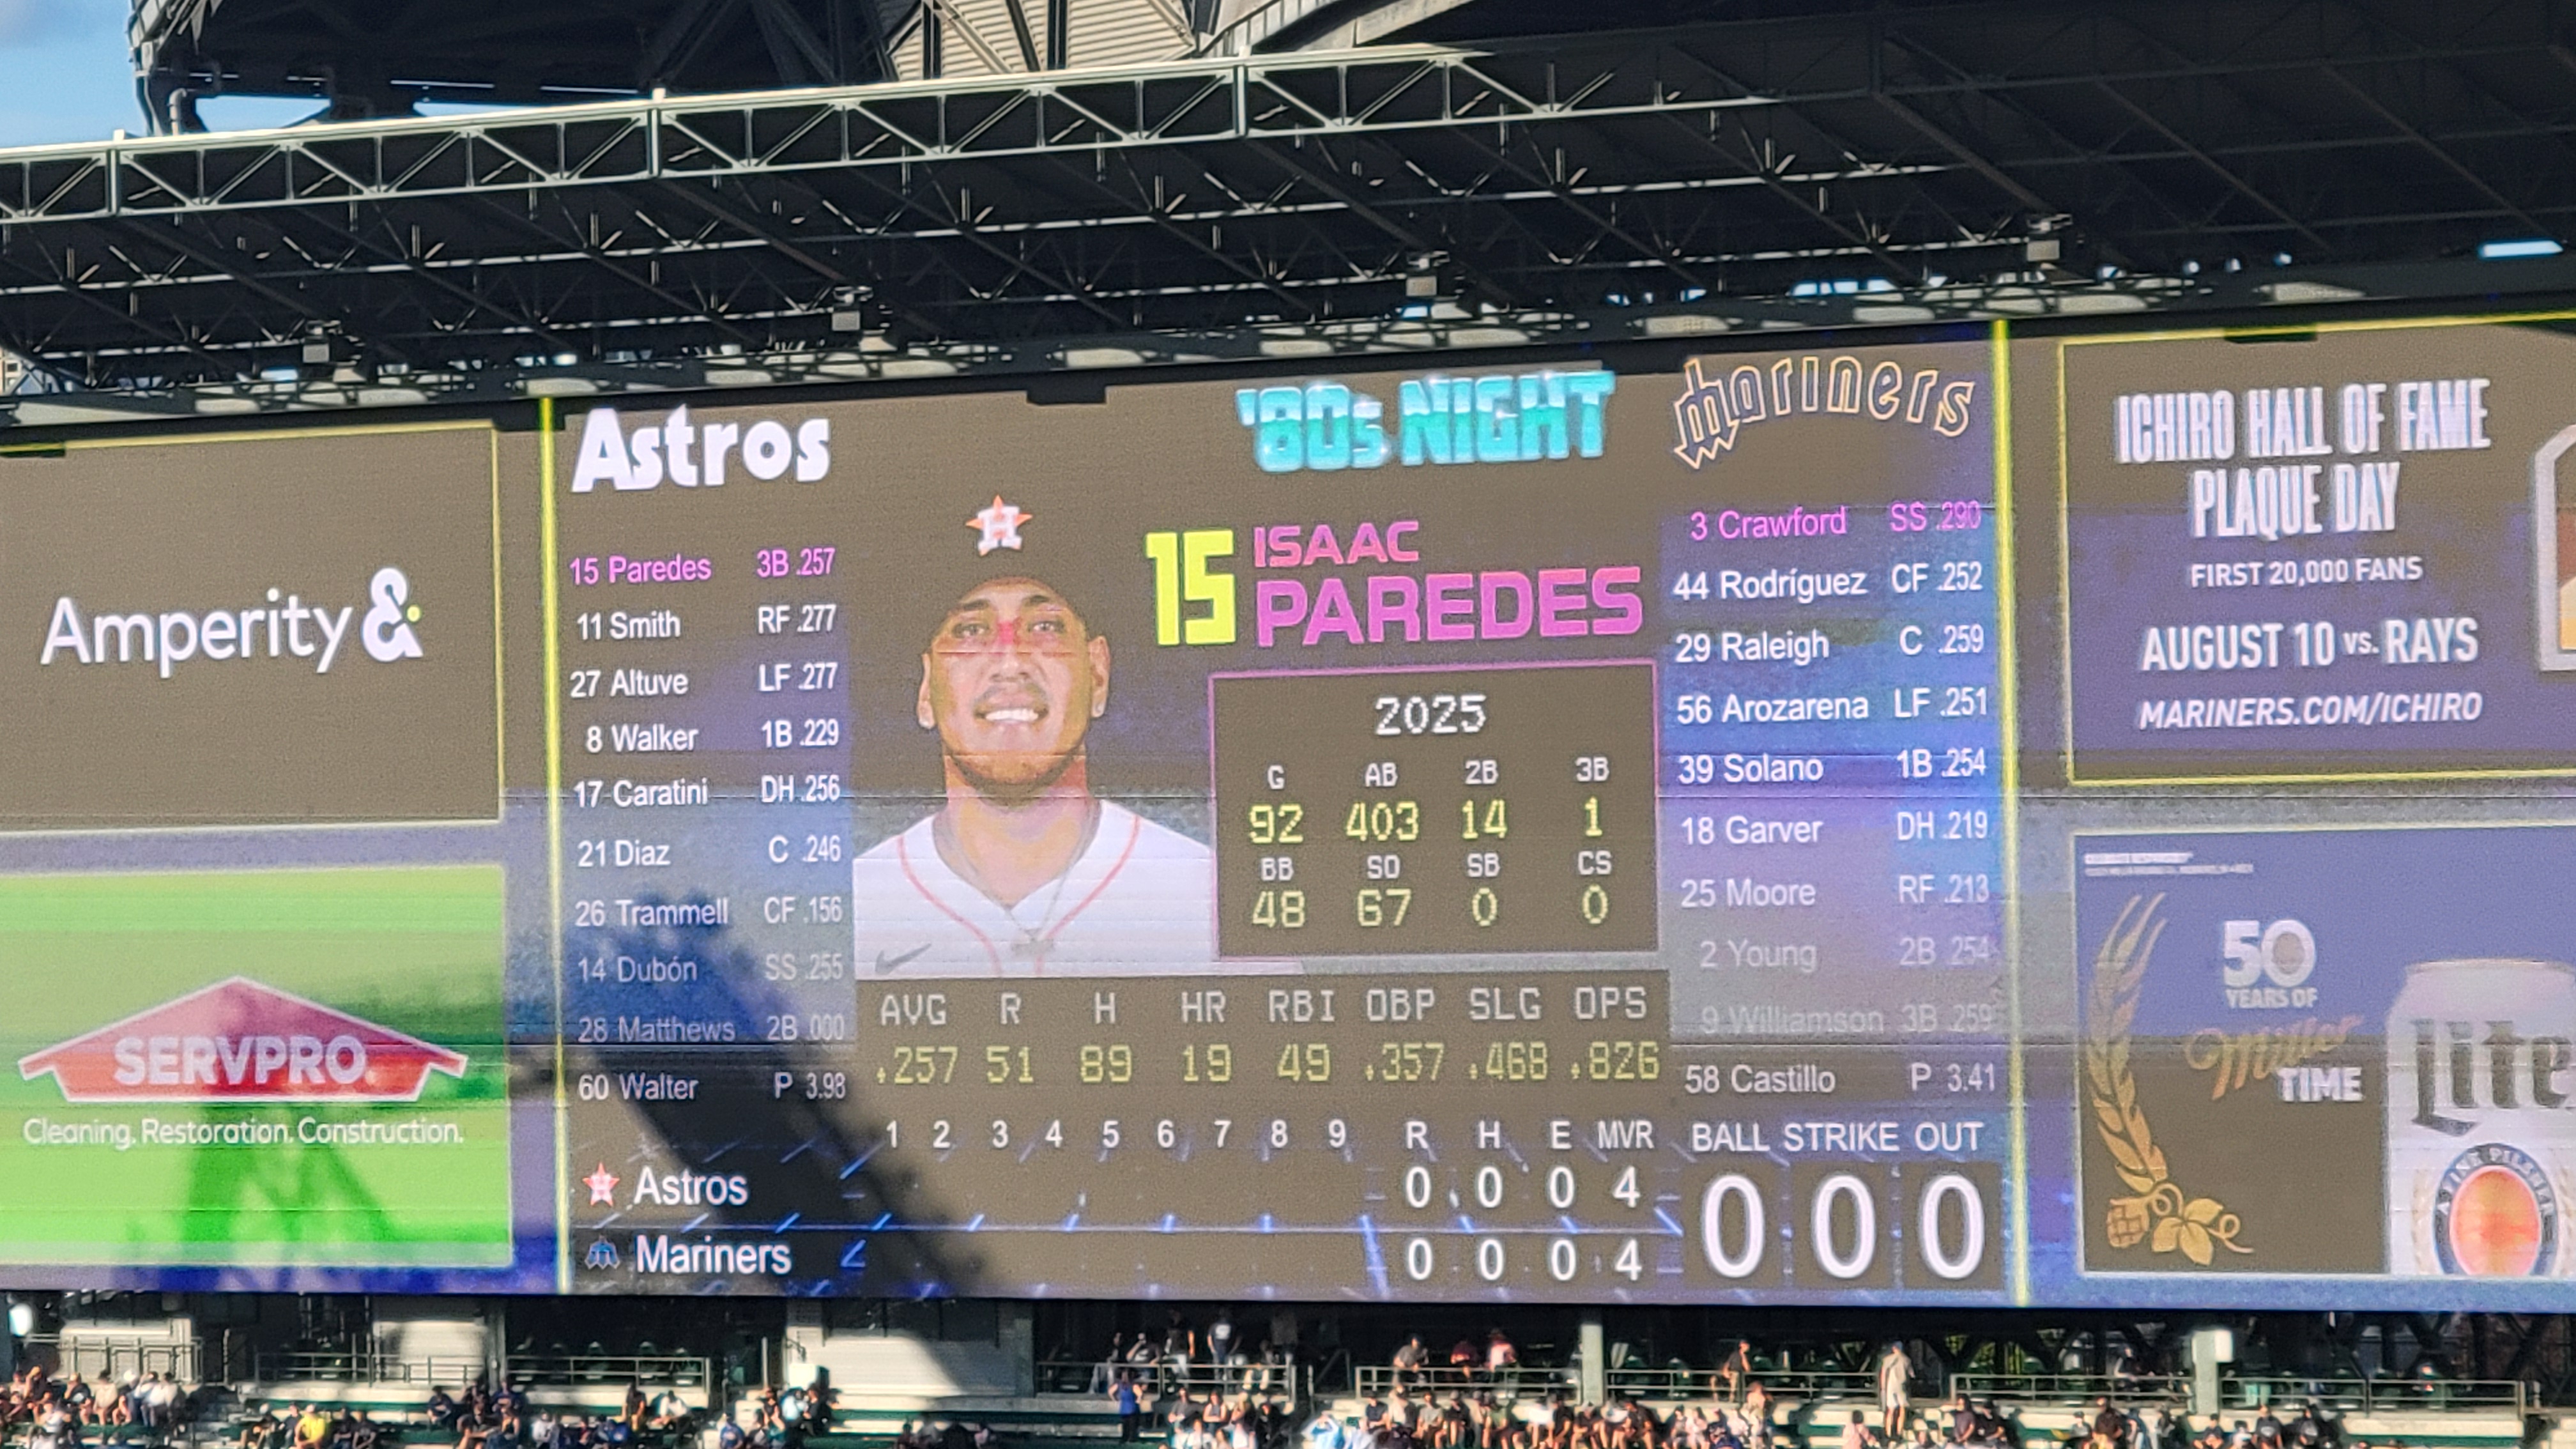 Amperity &
SERVPRO
Cleaning. Restoration. Construction.
Astros
15 Paredes 3B .257
11 Smith RF .277
27 Altuve LF .277
8 Walker 1B .229
17 Caratini DH .256
21 Diaz C .246
26 Trammell CF .156
14 Dubón SS .255
28 Matthews 2B .000
60 Walter P 3.98
H
'80s NIGHT
15 ISAAC
PAREDES
2025
G AB 2B 3B
92 403 14 1
BB SO SB CS
48 67 0 0
AVG R H HR RBI OBP SLG OPS
.257 51 89 19 49 .357 .468 .826
Mariners
3 Crawford SS .290
44 Rodríguez CF .252
29 Raleigh C .259
56 Arozarena LF .251
39 Solano 1B .254
18 Garver DH .219
25 Moore RF .213
2 Young 2B .254
9 Williamson 3B .259
58 Castillo P 3.41
1 2 3 4 5 6 7 8 9 R H E MVR
Astros 0 0 0 4
Mariners 0 0 0 4
BALL STRIKE OUT
0 0 0
ICHIRO HALL OF FAME
PLAQUE DAY
FIRST 20,000 FANS
AUGUST 10 vs. RAYS
MARINERS.COM/ICHIRO
50
YEARS OF
Miller
TIME
Lite
A FINE PILSNER